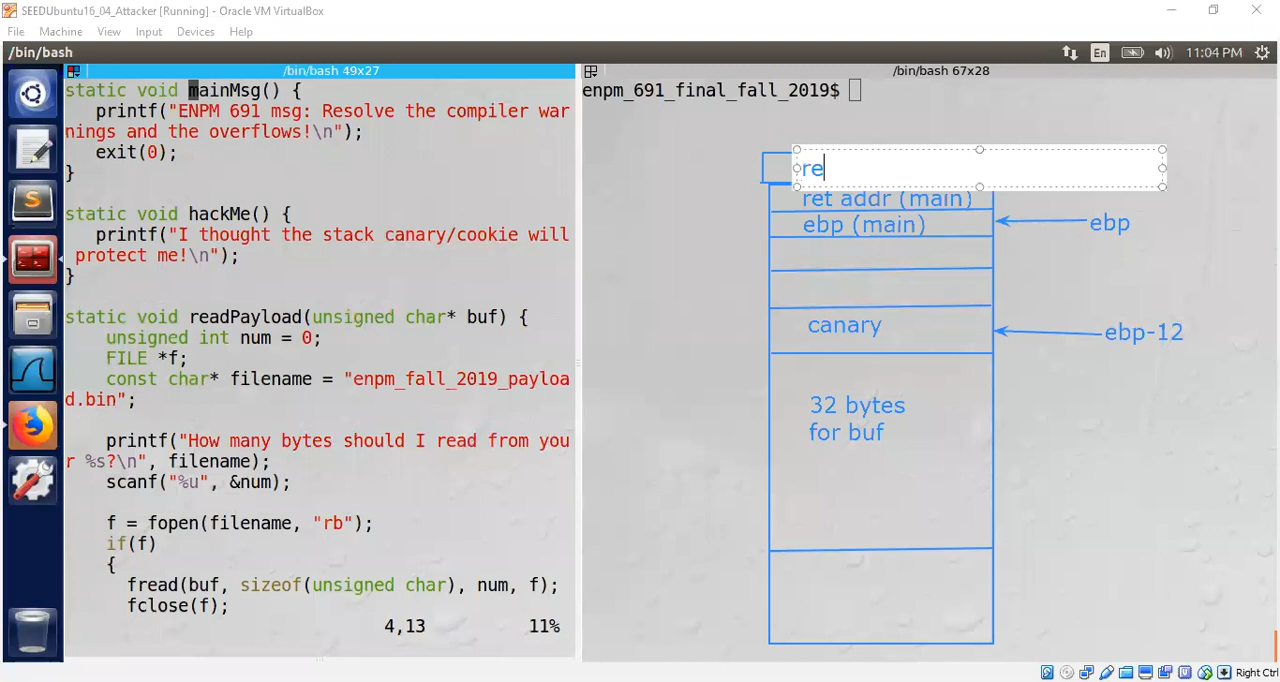 SEEDUbuntu16_04_Attacker [Running] - Oracle VM VirtualBox
File Machine View Input Devices Help
/bin/bash
En
11:04 PM
/bin/bash 49x27
static void mainMsg() {
printf("ENPM 691 msg: Resolve the compiler war
nings and the overflows!\n");
exit(0);
}
static void hackMe() {
printf("I thought the stack canary/cookie will
protect me!\n");
}
static void readPayload(unsigned char* buf) {
unsigned int num = 0;
FILE *f;
const char* filename = "enpm_fall_2019_payloa
d.bin";
printf("How many bytes should I read from you
r %s?\n", filename);
scanf("%u", &num);
f = fopen(filename, "rb");
if(f)
{
fread(buf, sizeof(unsigned char), num, f);
fclose(f);
4,13 11%
/bin/bash 67x28
enpm_691_final_fall_2019$
re
ret addr (main)
ebp (main)
ebp
canary
ebp-12
32 bytes
for buf
Right Ctrl